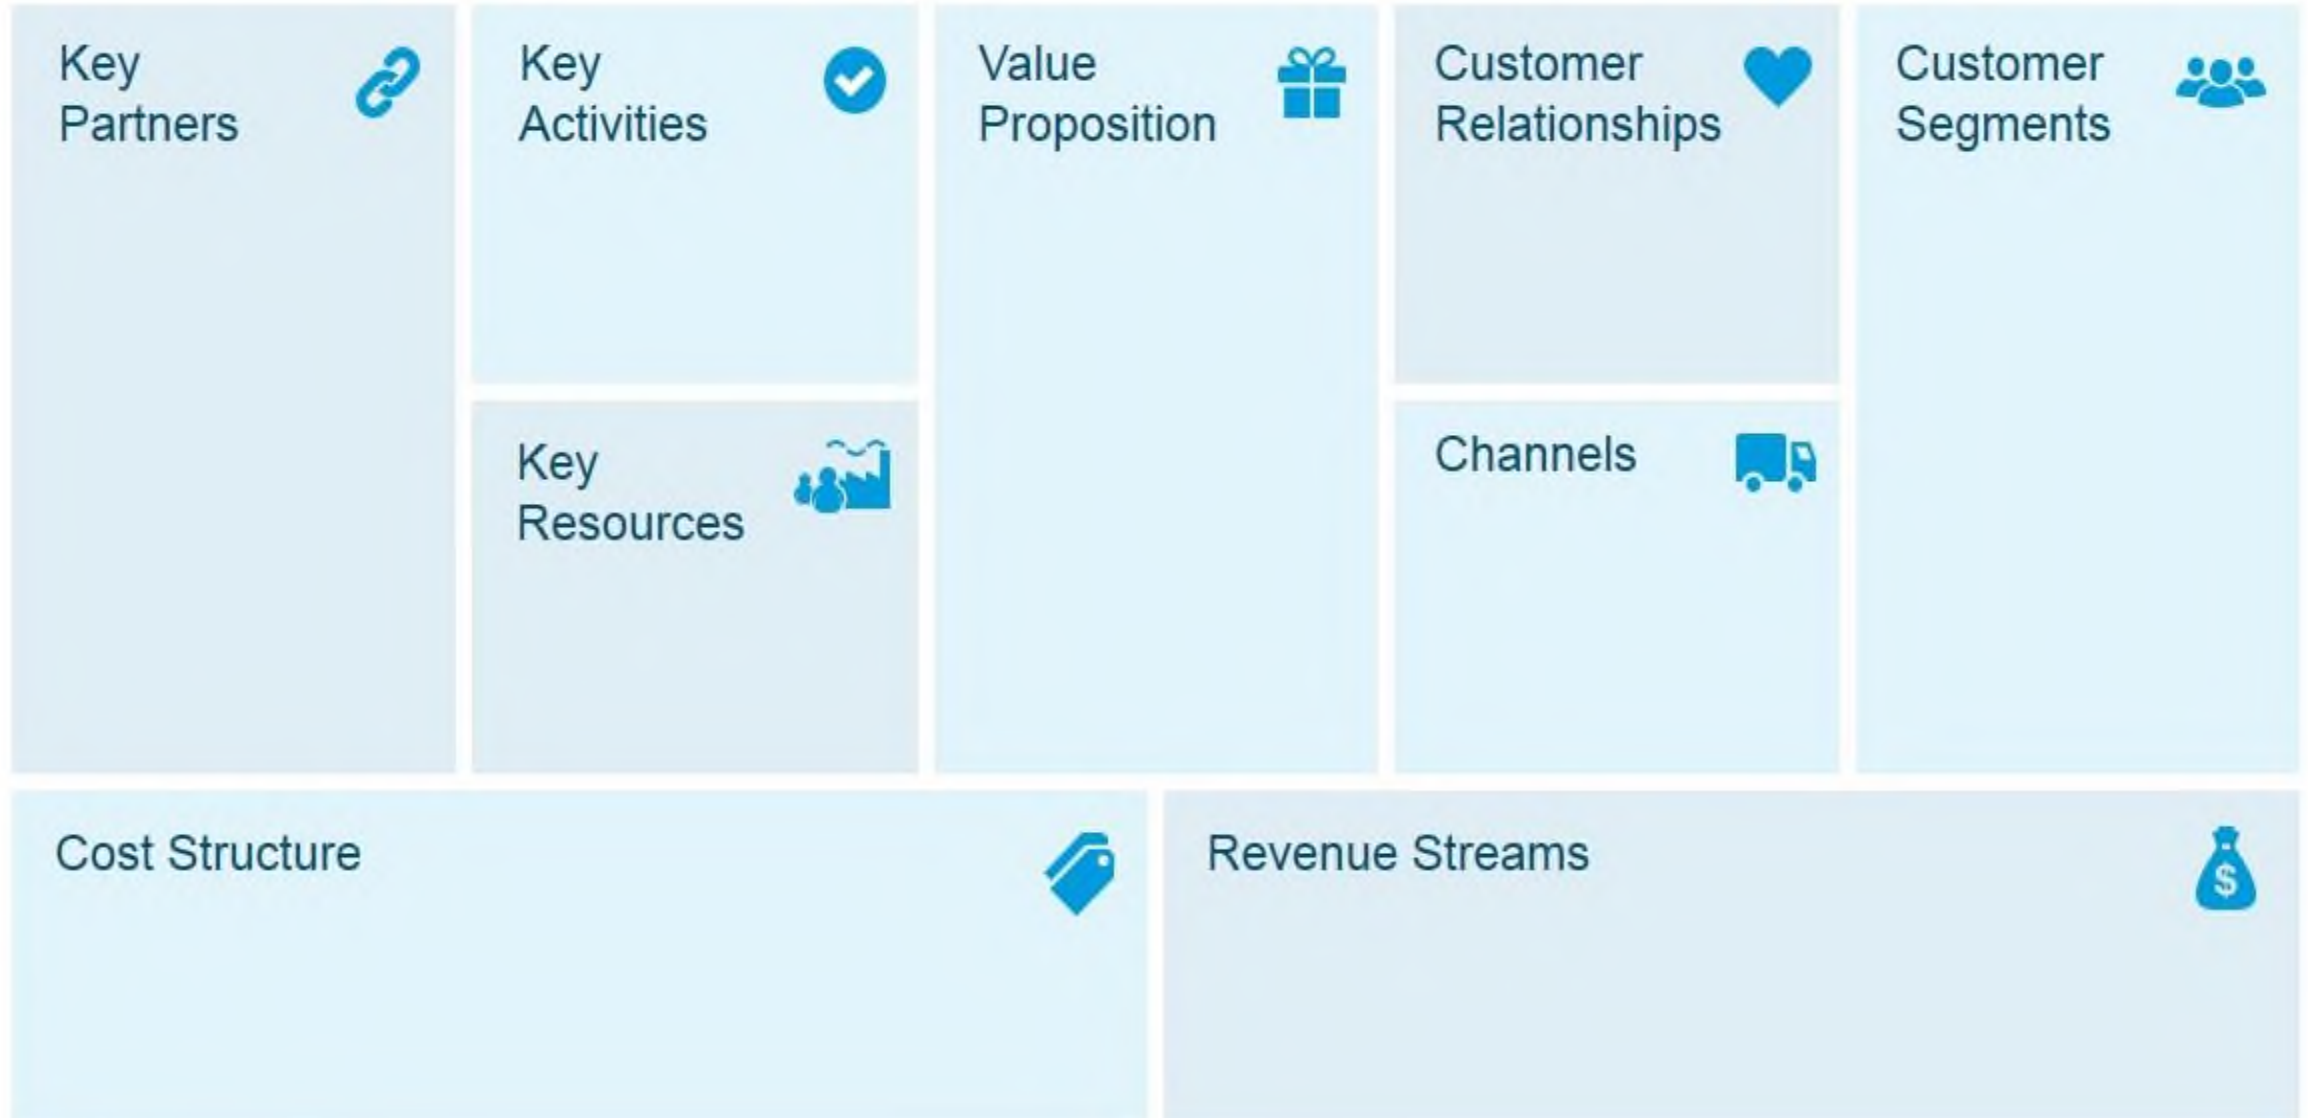 Key
Partners
Key
Activities
Key
Resources
Value
Proposition
Customer
Relationships
Channels
Customer
Segments
Cost Structure
Revenue Streams
$